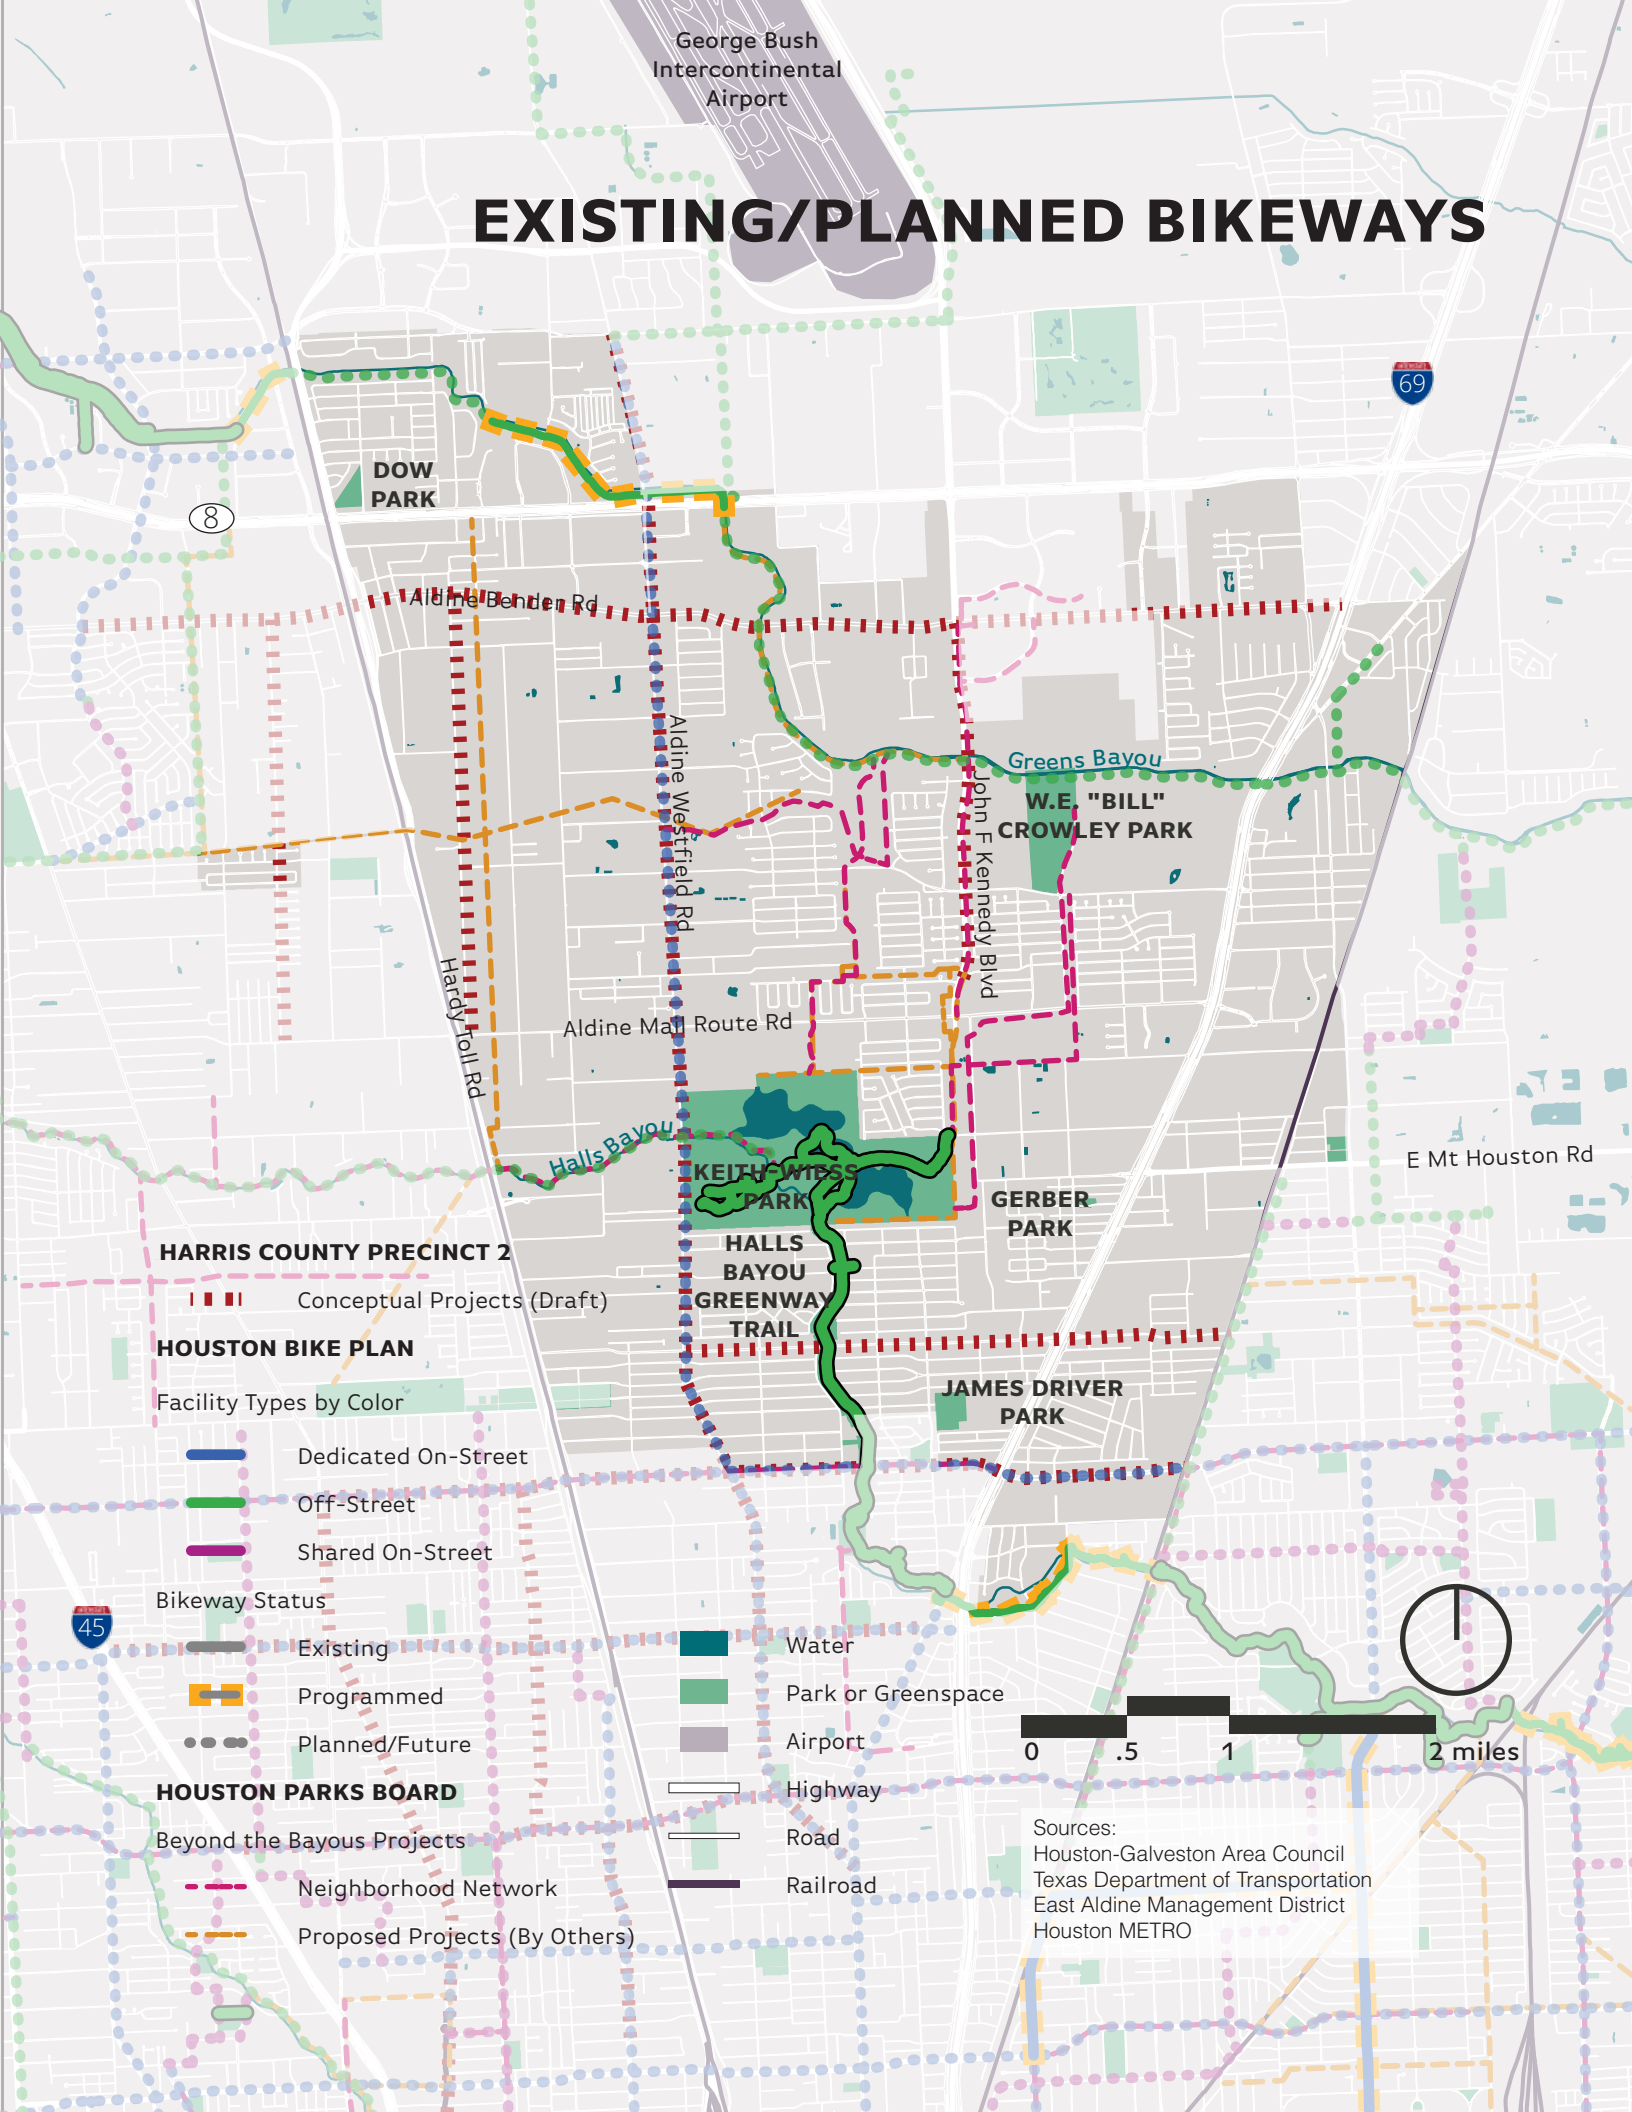 George Bush
Intercontinental
Airport
EXISTING/PLANNED BIKEWAYS
69
DOW
PARK
8
Aldine Bender Rd
Aldine Westfield Rd
Greens Bayou
W.E. "BILL"
CROWLEY PARK
John F Kennedy Blvd
Hardy Toll Rd
Aldine Mail Route Rd
Halls Bayou
E Mt Houston Rd
KEITH-WIESS
PARK
GERBER
PARK
HALLS
BAYOU
GREENWAY
TRAIL
JAMES DRIVER
PARK
45
HARRIS COUNTY PRECINCT 2
Conceptual Projects (Draft)
HOUSTON BIKE PLAN
Facility Types by Color
Dedicated On-Street
Off-Street
Shared On-Street
Bikeway Status
Existing
Programmed
Planned/Future
HOUSTON PARKS BOARD
Beyond the Bayous Projects
Neighborhood Network
Proposed Projects (By Others)
Water
Park or Greenspace
Airport
Highway
Road
Railroad
0 .5 1 2 miles
Sources:
Houston-Galveston Area Council
Texas Department of Transportation
East Aldine Management District
Houston METRO